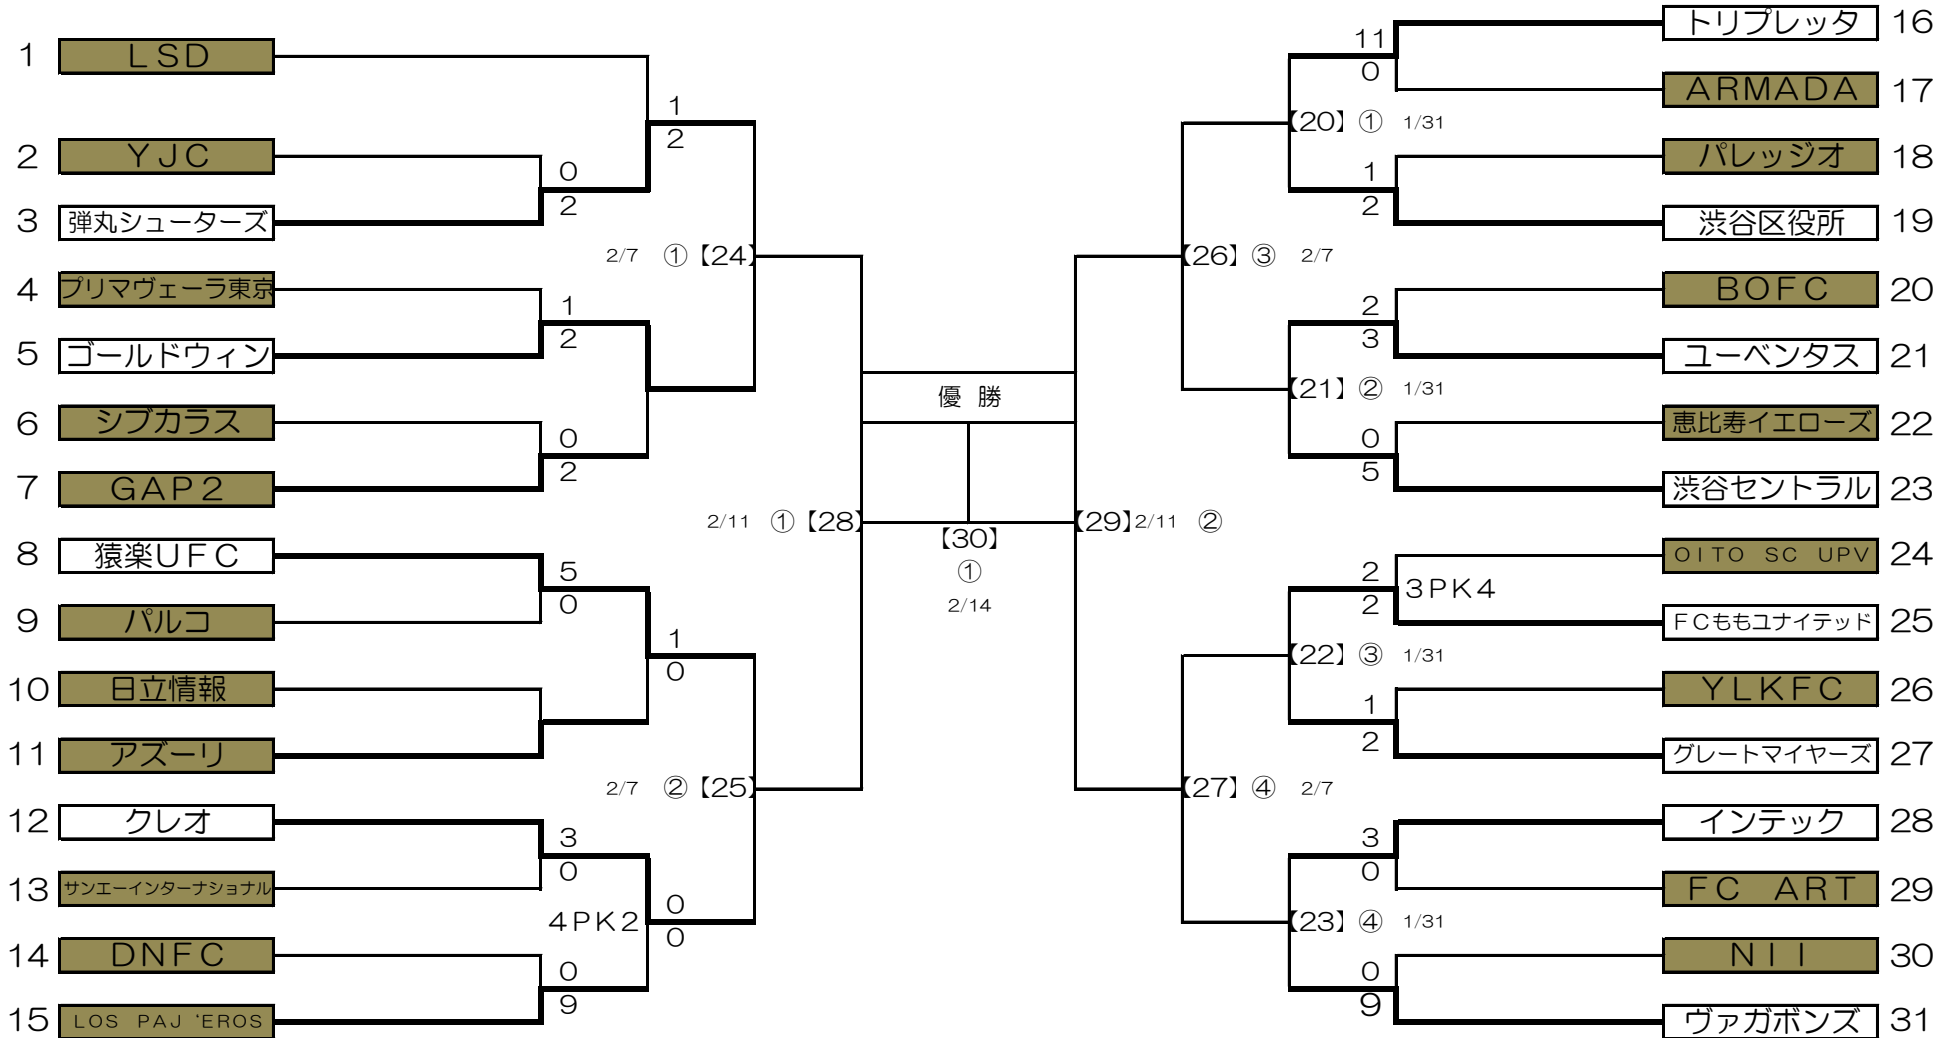 1 ＬＳＤ
2 ＹＪＣ
3 弾丸シューターズ
4 プリマヴェーラ東京
5 ゴールドウィン
6 シブカラス
7 ＧＡＰ２
8 猿楽ＵＦＣ
9 パルコ
10 日立情報
11 アズーリ
12 クレオ
13 サンエーインターナショナル
14 ＤＮＦＣ
15 ＬＯＳ　ＰＡＪ‘ＥＲＯＳ
0
2
1
2
0
2
5
0
3
0
0
9
1
2
1
0
4ＰＫ2
0
0
2/7 ①【24】
2/7 ②【25】
2/11 ①【28】
優 勝
【30】
①
2/14
【29】2/11 ②
【26】③ 2/7
【27】④ 2/7
【20】① 1/31
【21】② 1/31
【22】③ 1/31
【23】④ 1/31
11
0
1
2
2
3
0
5
2
2
3ＰＫ4
1
2
3
0
0
9
トリプレッタ 16
ＡＲＭＡＤＡ 17
パレッジオ 18
渋谷区役所 19
ＢＯＦＣ 20
ユーベンタス 21
恵比寿イエローズ 22
渋谷セントラル 23
ＯＩＴＯ　ＳＣ　ＵＰＶ 24
ＦＣももユナイテッド 25
ＹＬＫＦＣ 26
グレートマイヤーズ 27
インテック 28
ＦＣ　ＡＲＴ 29
ＮＩＩ 30
ヴァガボンズ 31